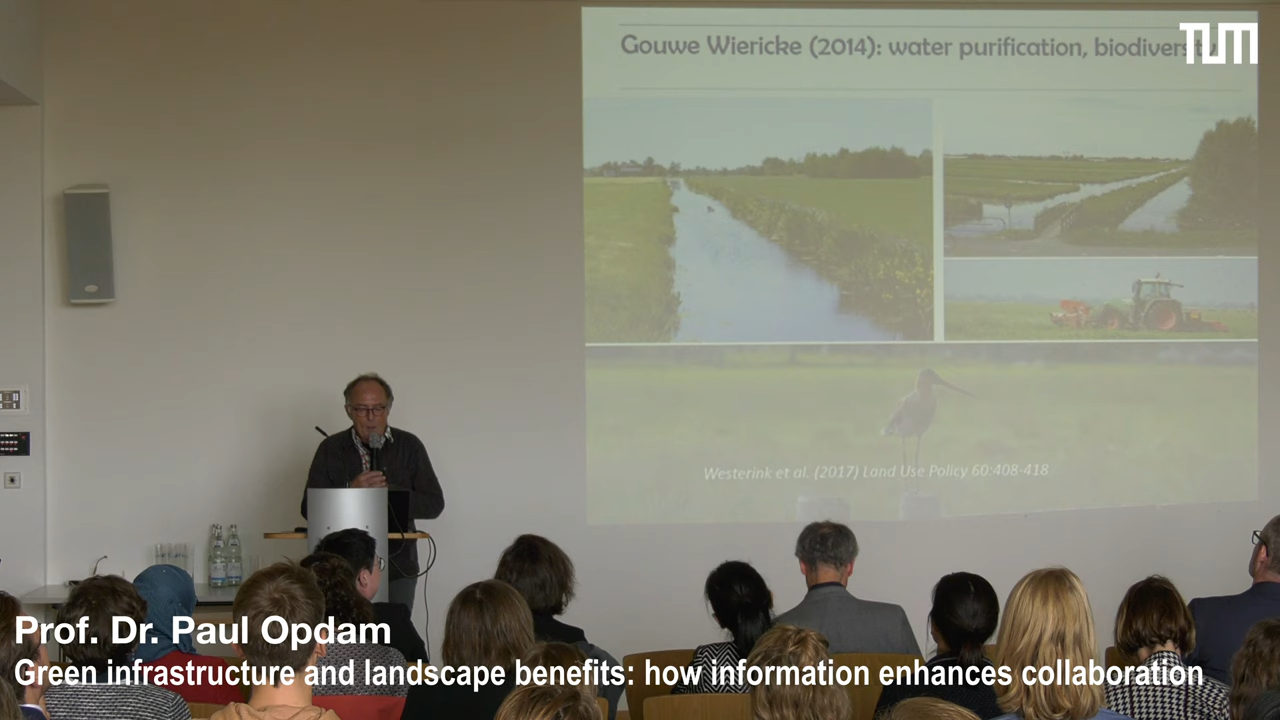 TUM
Gouwe Wiericke (2014): water purification, biodiversity
Westerink et al. (2017) Land Use Policy 60:408-418
Prof. Dr. Paul Opdam
Green infrastructure and landscape benefits: how information enhances collaboration